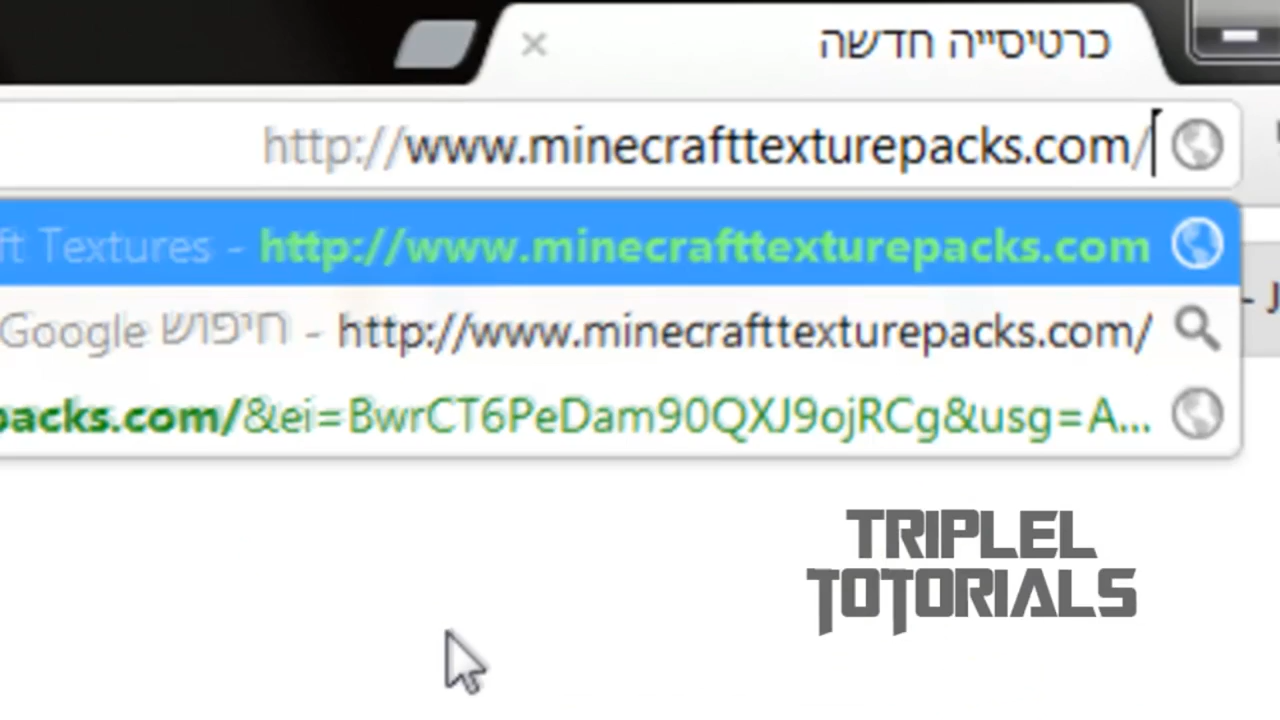 כרטיסייה חדשה
http://www.minecrafttexturepacks.com/
ft Textures - http://www.minecrafttexturepacks.com
http://www.minecrafttexturepacks.com/ - חיפוש Google
packs.com/&ei=BwrCT6PeDam90QXJ9ojRCg&usg=A...
TRIPLEL
TOTORIALS